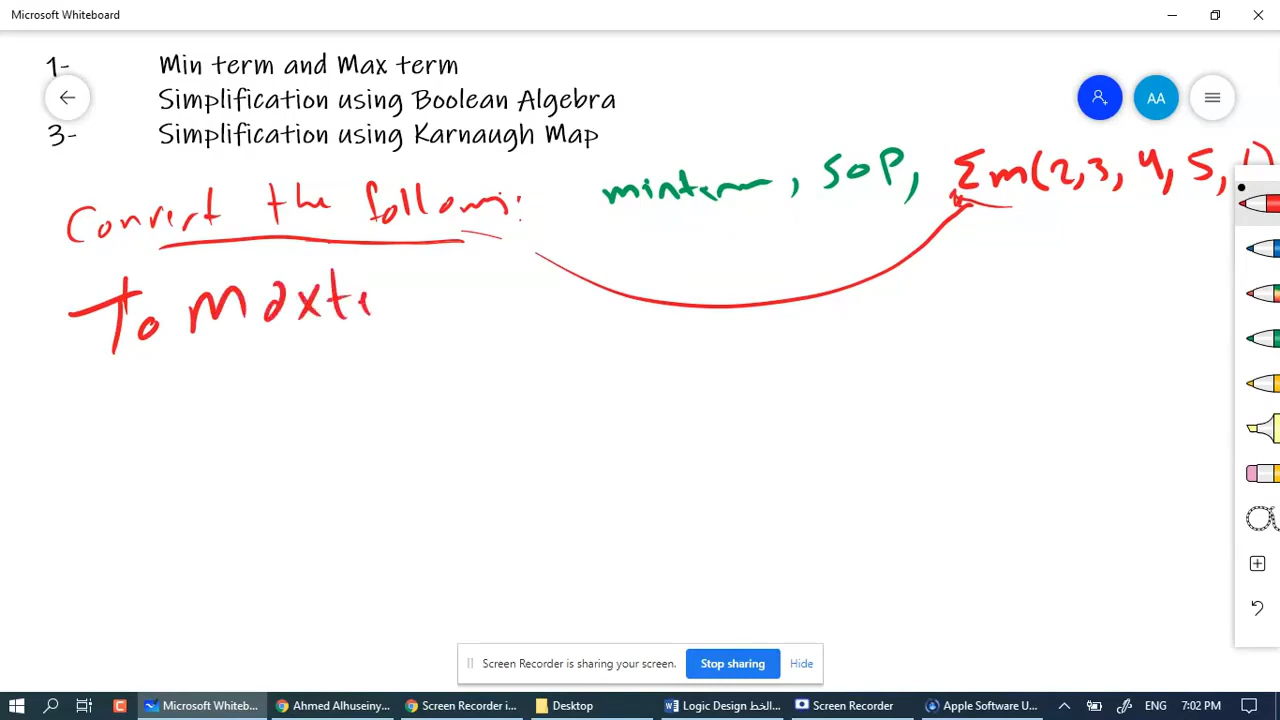 Microsoft Whiteboard
1- Min term and Max term
Simplification using Boolean Algebra
3- Simplification using Karnaugh Map
AA
minterm, SOP, Σm(2,3, 4, 5,
Convert the following:
To maxte
Screen Recorder is sharing your screen. Stop sharing Hide
Microsoft Whiteb... Ahmed Alhuseiny... Screen Recorder i... Desktop Logic Design الخط... Screen Recorder Apple Software U... ENG 7:02 PM